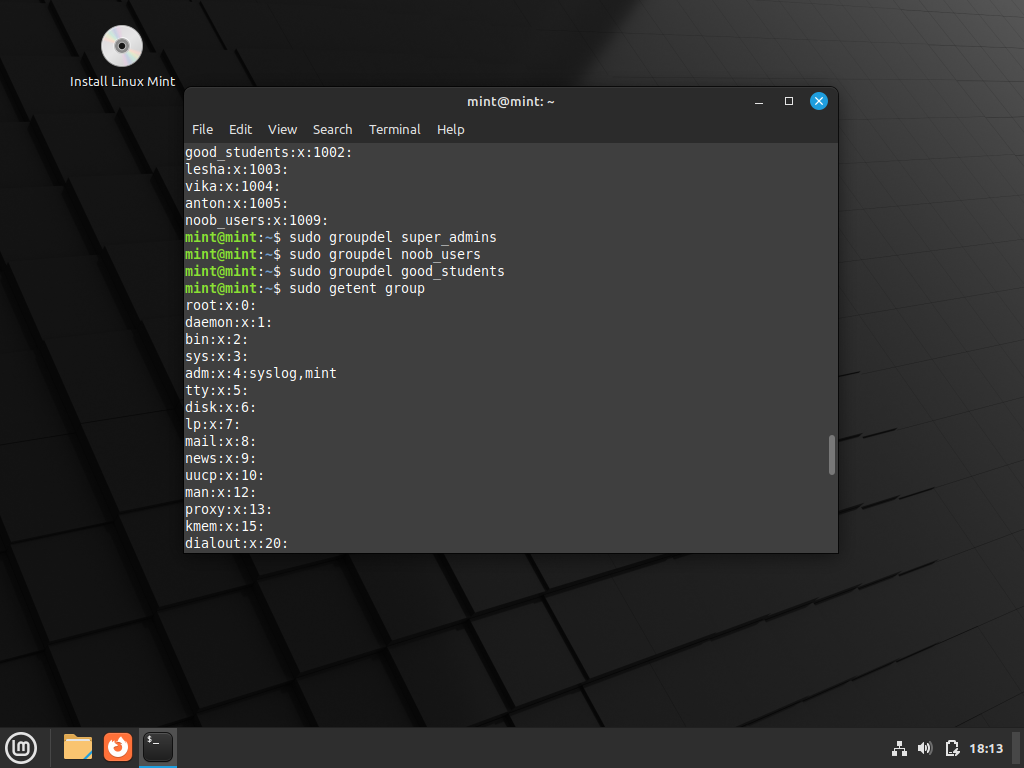 Install Linux Mint
mint@mint: ~
File Edit View Search Terminal Help
good_students:x:1002:
lesha:x:1003:
vika:x:1004:
anton:x:1005:
noob_users:x:1009:
mint@mint:~$ sudo groupdel super_admins
mint@mint:~$ sudo groupdel noob_users
mint@mint:~$ sudo groupdel good_students
mint@mint:~$ sudo getent group
root:x:0:
daemon:x:1:
bin:x:2:
sys:x:3:
adm:x:4:syslog,mint
tty:x:5:
disk:x:6:
lp:x:7:
mail:x:8:
news:x:9:
uucp:x:10:
man:x:12:
proxy:x:13:
kmem:x:15:
dialout:x:20:
$_
18:13